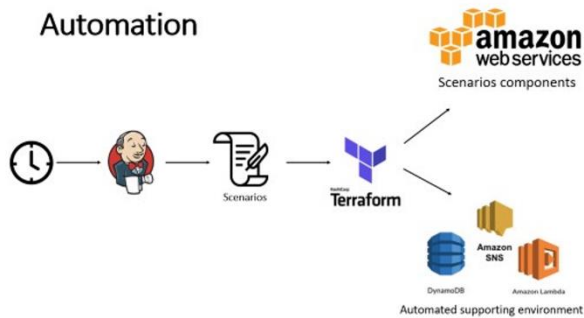 Automation
amazon
web services
Scenarios components
Scenarios
HashiCorp
Terraform
Amazon
SNS
DynamoDB
Amazon Lambda
Automated supporting environment